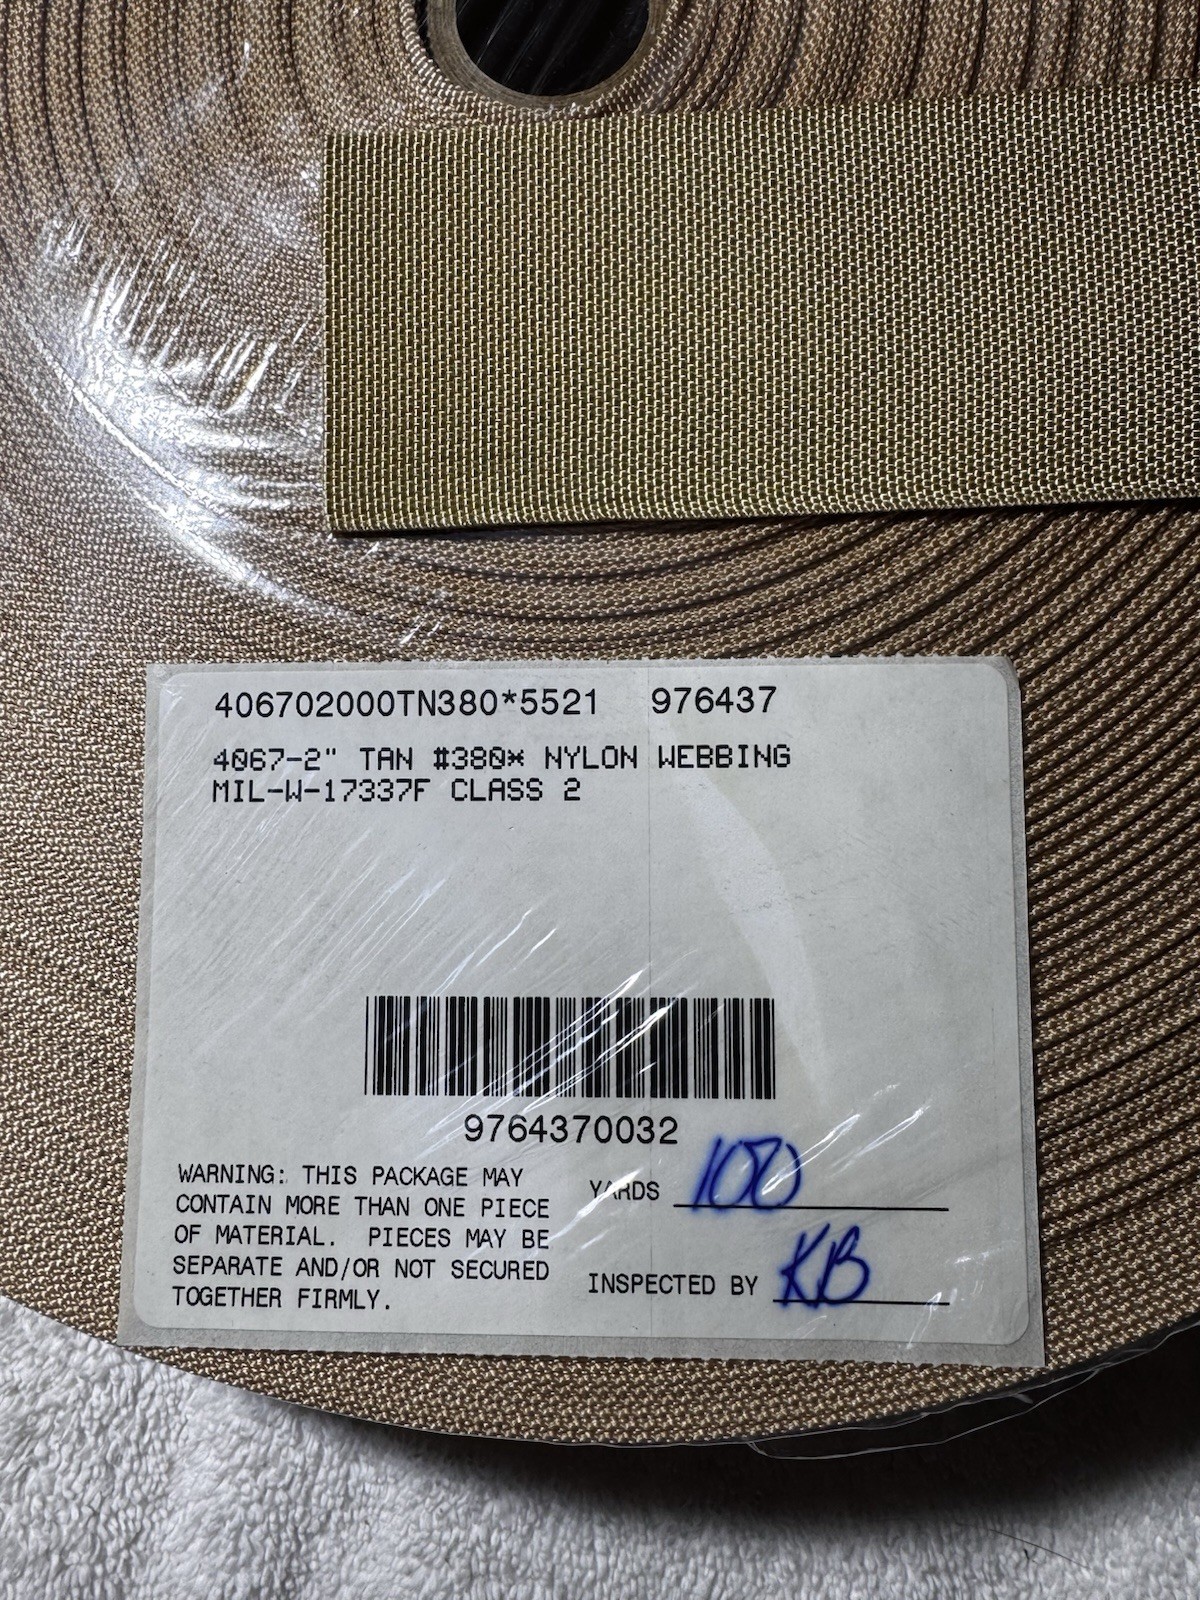 406702000TN380*5521 976437
4067-2" TAN #380* NYLON WEBBING
MIL-W-17337F CLASS 2
9764370032
WARNING: THIS PACKAGE MAY
CONTAIN MORE THAN ONE PIECE
OF MATERIAL. PIECES MAY BE
SEPARATE AND/OR NOT SECURED
TOGETHER FIRMLY.
YARDS 100
INSPECTED BY KB